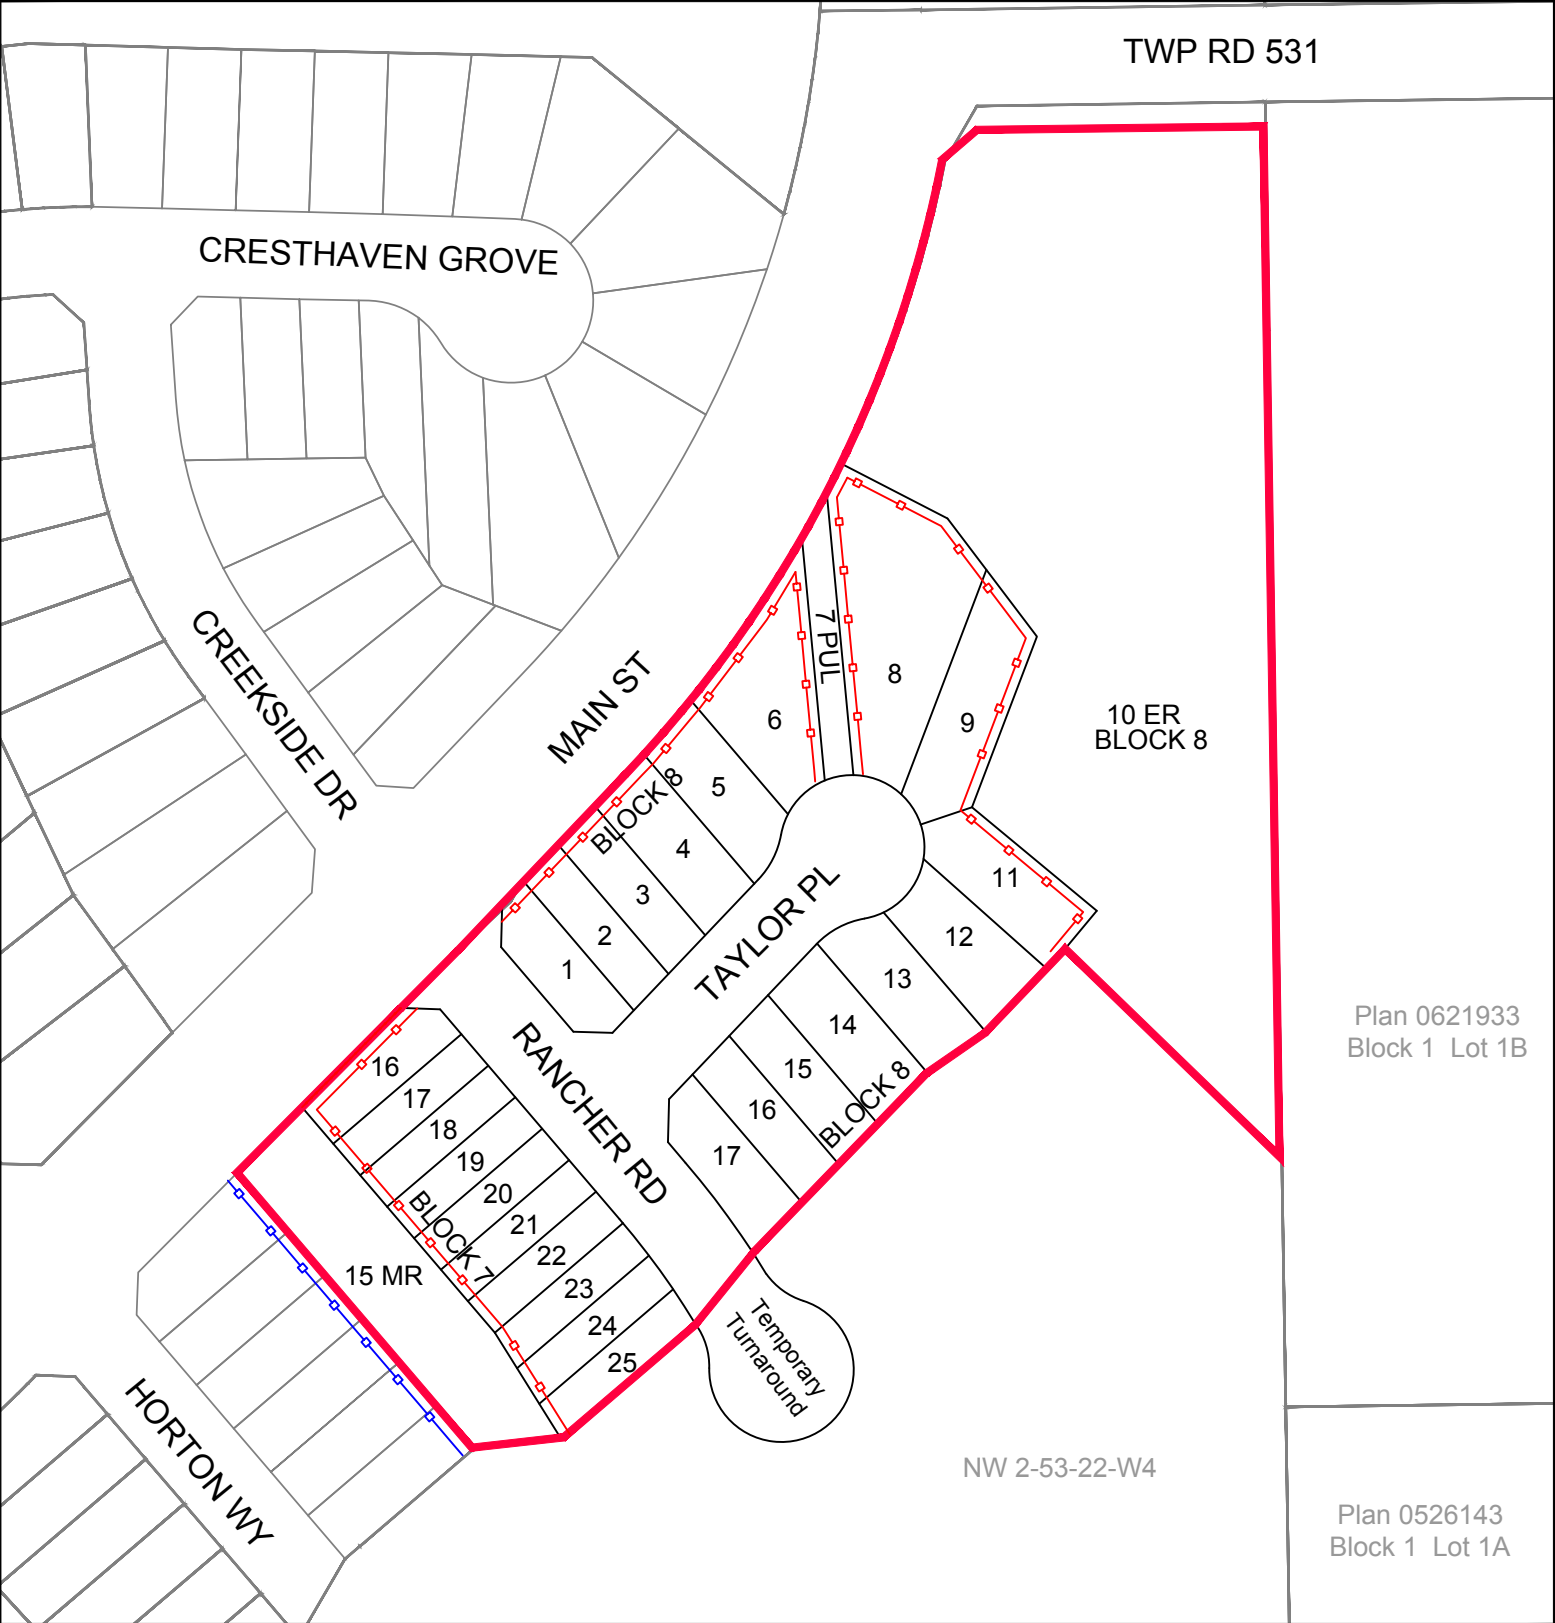 TWP RD 531
CRESTHAVEN GROVE
CREEKSIDE DR
MAIN ST
7 PUL
8
9
10 ER
BLOCK 8
6
5
4
3
2
1
BLOCK 8
TAYLOR PL
11
12
13
14
15
16
17
BLOCK 8
RANCHER RD
16
17
18
19
20
21
22
23
24
25
BLOCK 7
15 MR
Temporary
Turnaround
HORTON WY
NW 2-53-22-W4
Plan 0621933
Block 1 Lot 1B
Plan 0526143
Block 1 Lot 1A